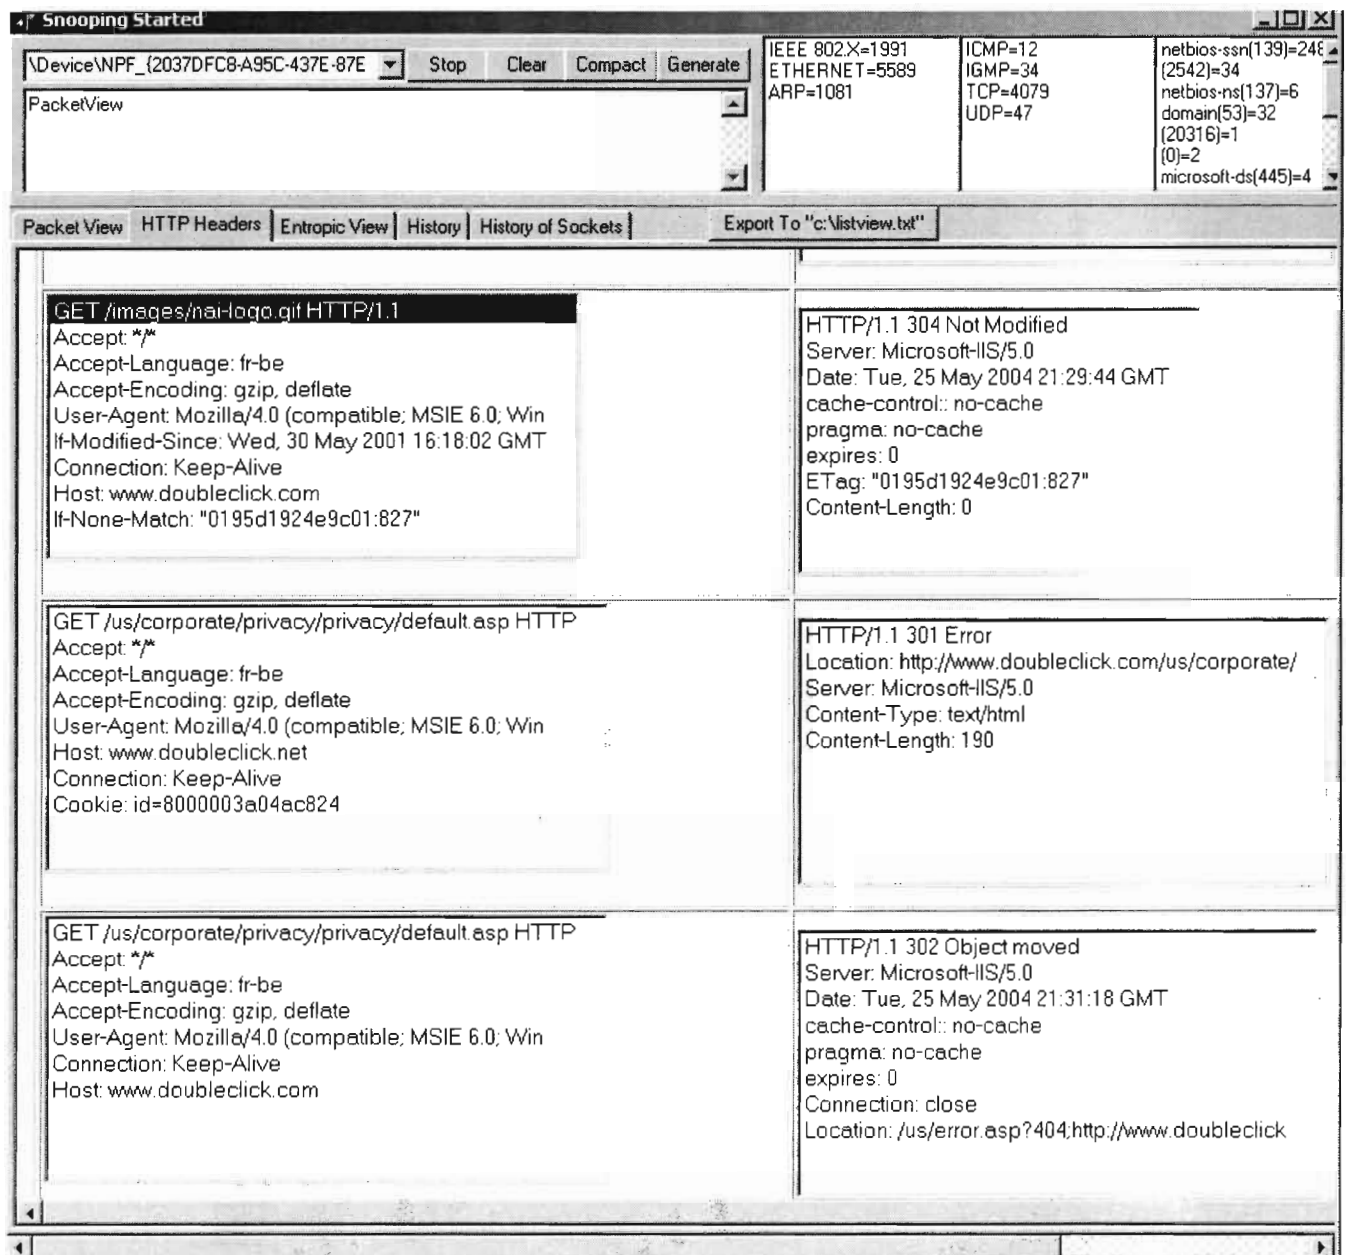 Snooping Started
\Device\NPF_{2037DFC8-A95C-437E-87E
Stop
Clear
Compact
Generate
PacketView
IEEE 802.X=1991
ETHERNET=5589
ARP=1081
ICMP=12
IGMP=34
TCP=4079
UDP=47
netbios-ssn(139)=248
(2542)=34
netbios-ns(137)=6
domain(53)=32
(20316)=1
(0)=2
microsoft-ds(445)=4
Packet View
HTTP Headers
Entropic View
History
History of Sockets
Export To "c:\listview.txt"
GET /images/nai-logo.gif HTTP/1.1
Accept: */*
Accept-Language: fr-be
Accept-Encoding: gzip, deflate
User-Agent: Mozilla/4.0 (compatible; MSIE 6.0; Win
If-Modified-Since: Wed, 30 May 2001 16:18:02 GMT
Connection: Keep-Alive
Host: www.doubleclick.com
If-None-Match: "0195d1924e9c01:827"
HTTP/1.1 304 Not Modified
Server: Microsoft-IIS/5.0
Date: Tue, 25 May 2004 21:29:44 GMT
cache-control:: no-cache
pragma: no-cache
expires: 0
ETag: "0195d1924e9c01:827"
Content-Length: 0
GET /us/corporate/privacy/privacy/default.asp HTTP
Accept: */*
Accept-Language: fr-be
Accept-Encoding: gzip, deflate
User-Agent: Mozilla/4.0 (compatible; MSIE 6.0; Win
Host: www.doubleclick.net
Connection: Keep-Alive
Cookie: id=8000003a04ac824
HTTP/1.1 301 Error
Location: http://www.doubleclick.com/us/corporate/
Server: Microsoft-IIS/5.0
Content-Type: text/html
Content-Length: 190
GET /us/corporate/privacy/privacy/default.asp HTTP
Accept: */*
Accept-Language: fr-be
Accept-Encoding: gzip, deflate
User-Agent: Mozilla/4.0 (compatible; MSIE 6.0; Win
Connection: Keep-Alive
Host: www.doubleclick.com
HTTP/1.1 302 Object moved
Server: Microsoft-IIS/5.0
Date: Tue, 25 May 2004 21:31:18 GMT
cache-control:: no-cache
pragma: no-cache
expires: 0
Connection: close
Location: /us/error.asp?404;http://www.doubleclick